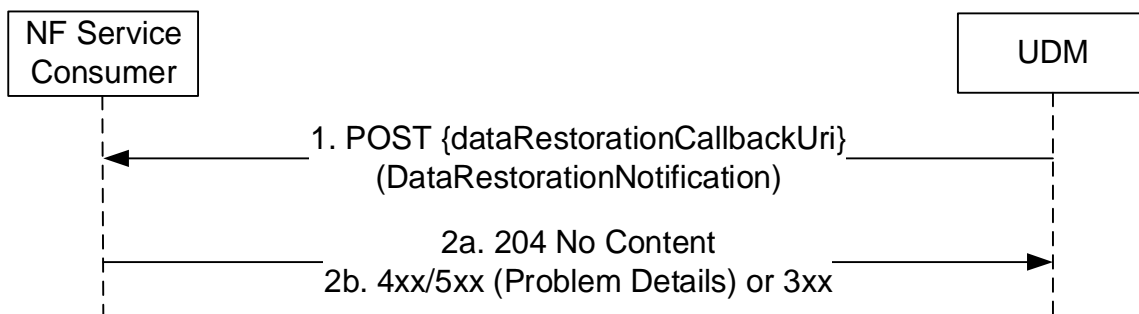 NF Service
Consumer
UDM
1. POST {dataRestorationCallbackUri}
(DataRestorationNotification)
2a. 204 No Content
2b. 4xx/5xx (Problem Details) or 3xx